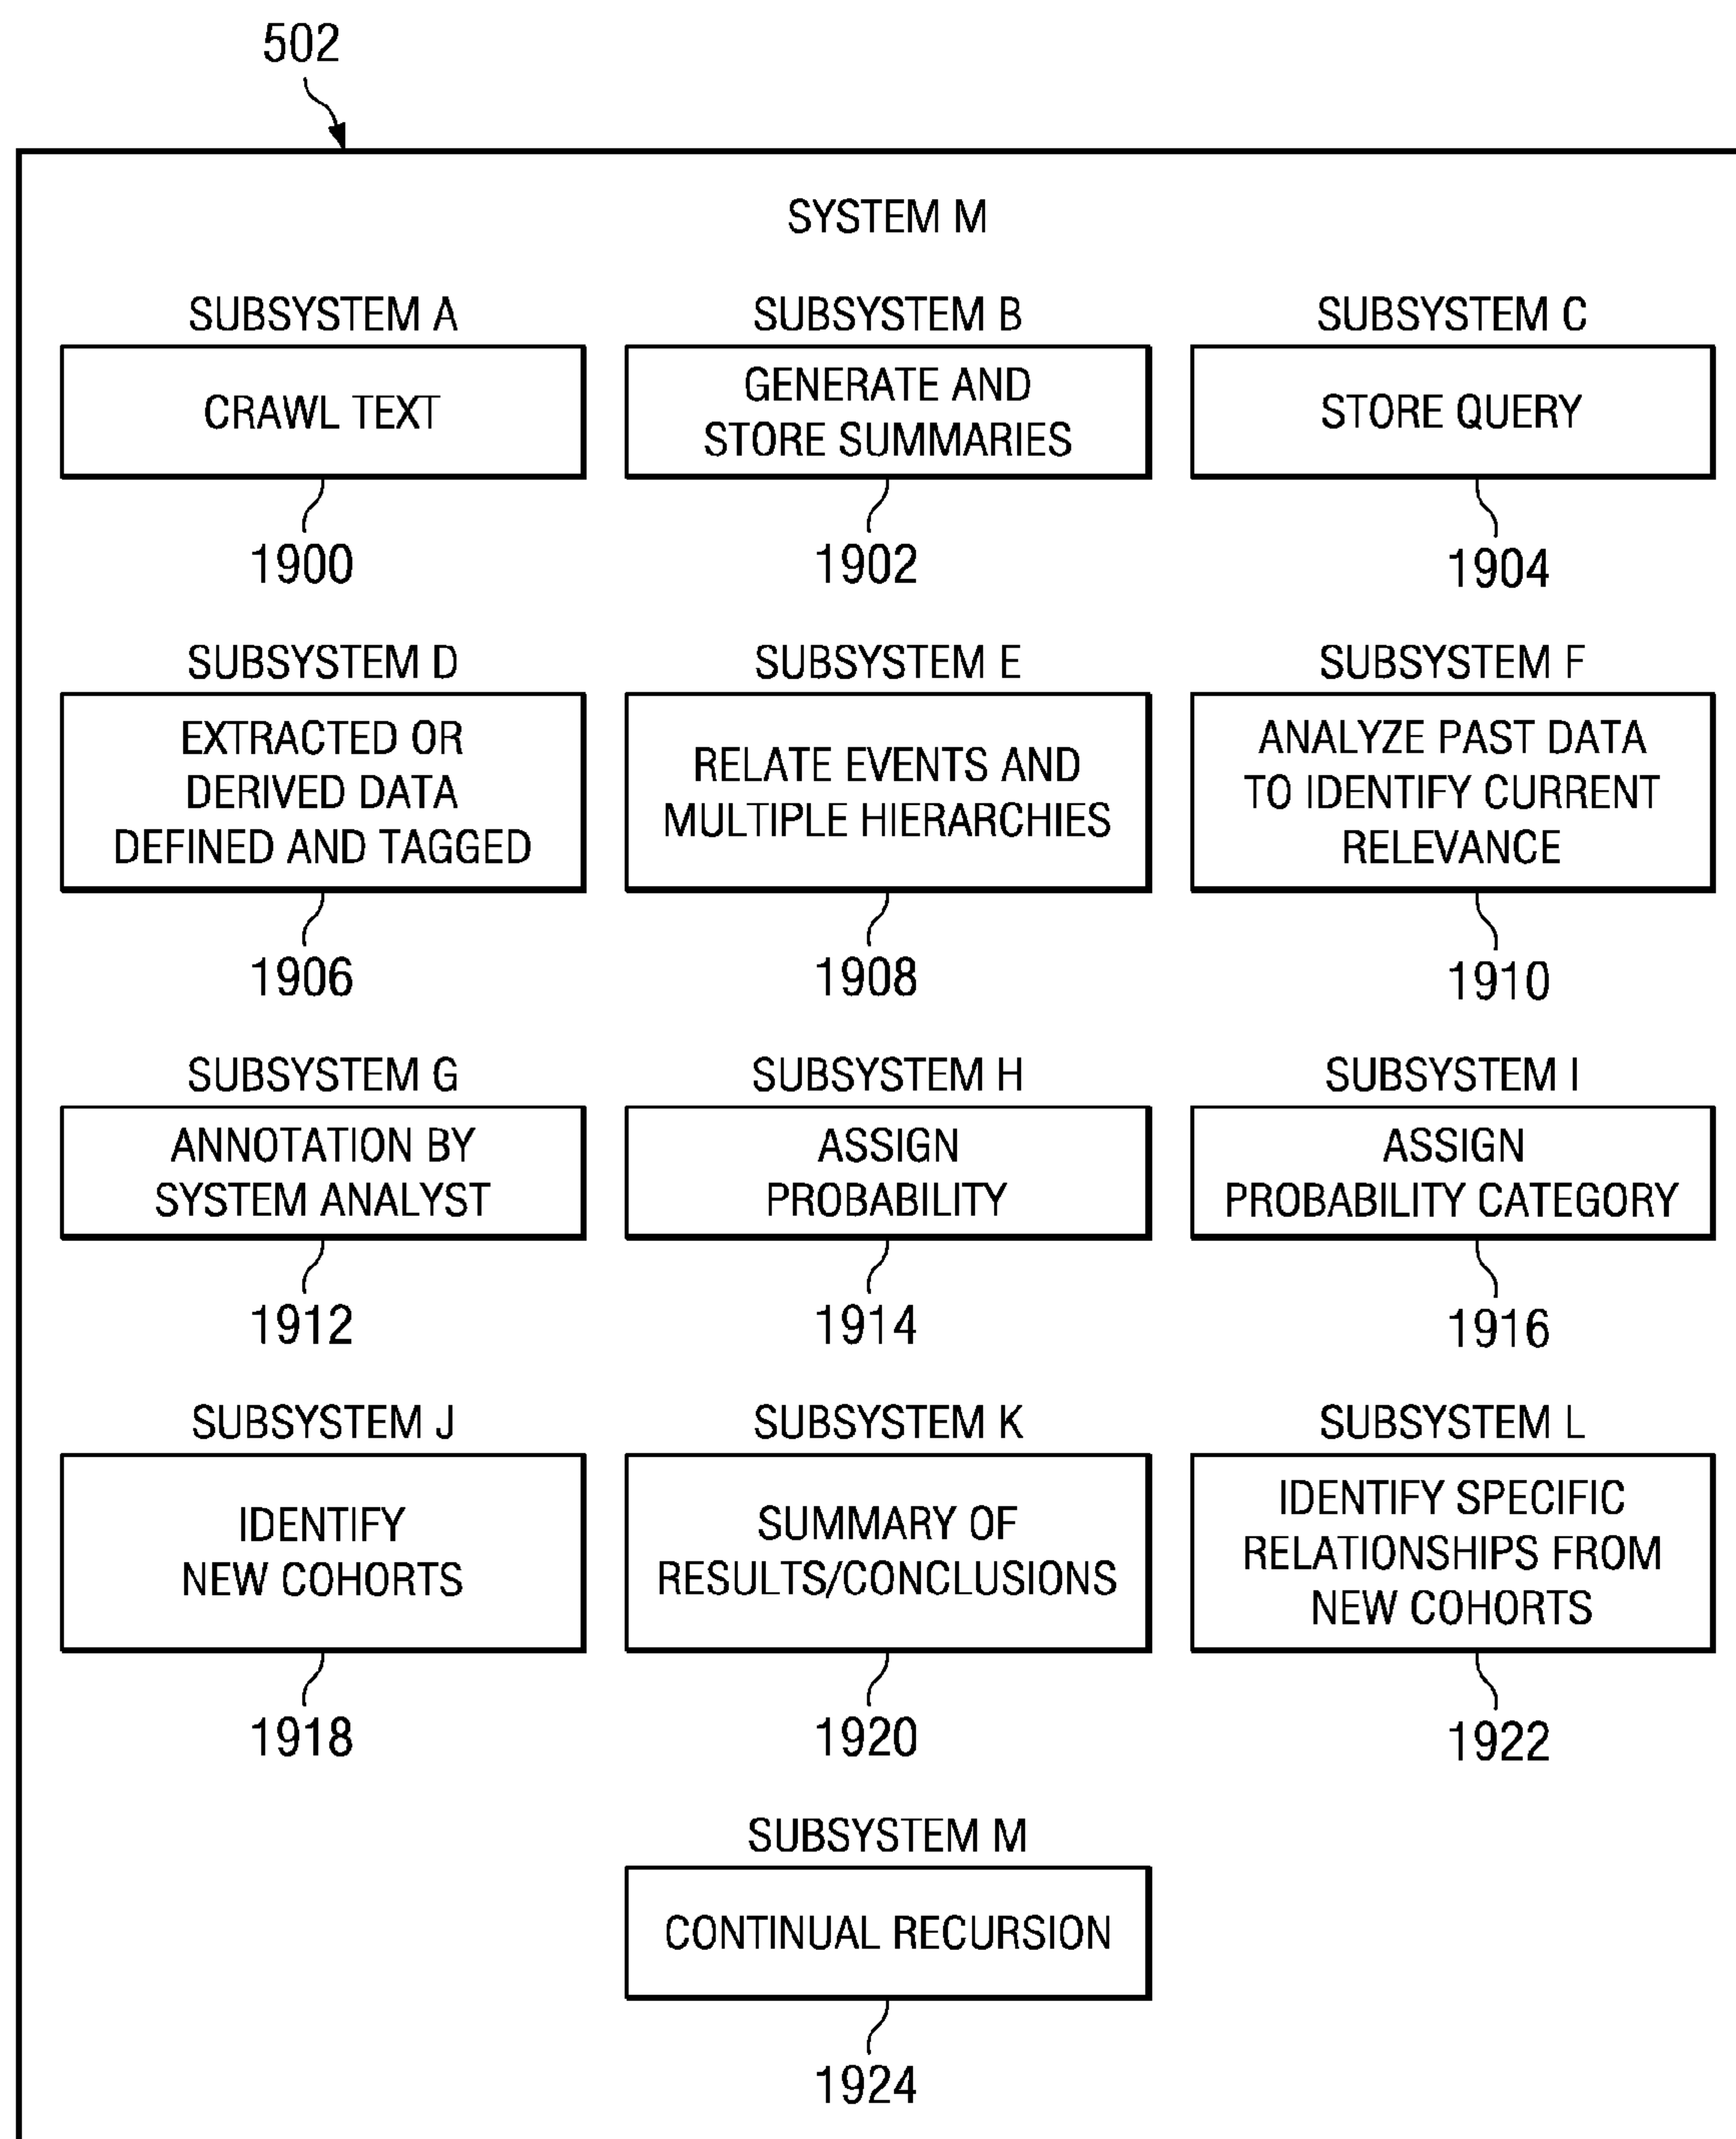 502
SYSTEM M
SUBSYSTEM A
CRAWL TEXT
1900
SUBSYSTEM B
GENERATE AND
STORE SUMMARIES
1902
SUBSYSTEM C
STORE QUERY
1904
SUBSYSTEM D
EXTRACTED OR
DERIVED DATA
DEFINED AND TAGGED
1906
SUBSYSTEM E
RELATE EVENTS AND
MULTIPLE HIERARCHIES
1908
SUBSYSTEM F
ANALYZE PAST DATA
TO IDENTIFY CURRENT
RELEVANCE
1910
SUBSYSTEM G
ANNOTATION BY
SYSTEM ANALYST
1912
SUBSYSTEM H
ASSIGN
PROBABILITY
1914
SUBSYSTEM I
ASSIGN
PROBABILITY CATEGORY
1916
SUBSYSTEM J
IDENTIFY
NEW COHORTS
1918
SUBSYSTEM K
SUMMARY OF
RESULTS/CONCLUSIONS
1920
SUBSYSTEM L
IDENTIFY SPECIFIC
RELATIONSHIPS FROM
NEW COHORTS
1922
SUBSYSTEM M
CONTINUAL RECURSION
1924